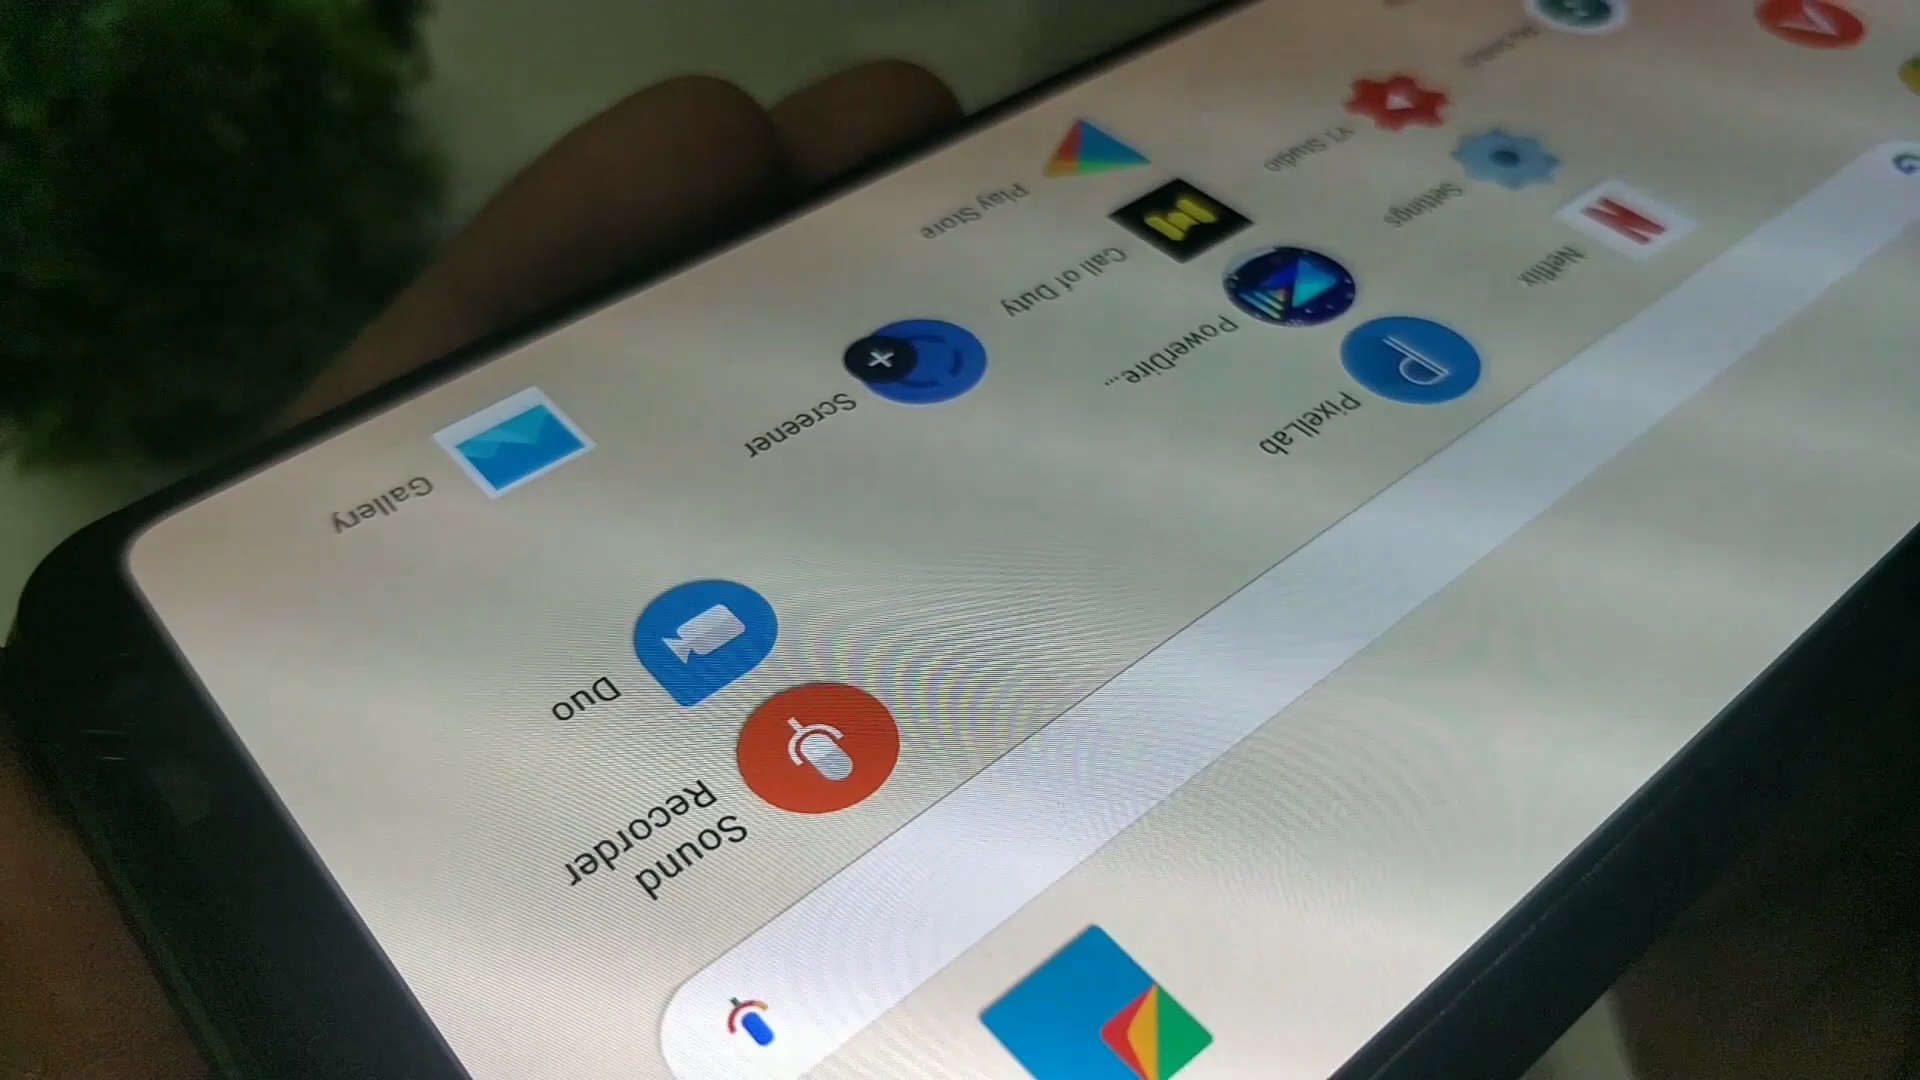 Play Store
YT Studio
Call of Duty
Settings
Screener
PowerDire...
Netflix
Gallery
PixelLab
Duo
Sound
Recorder